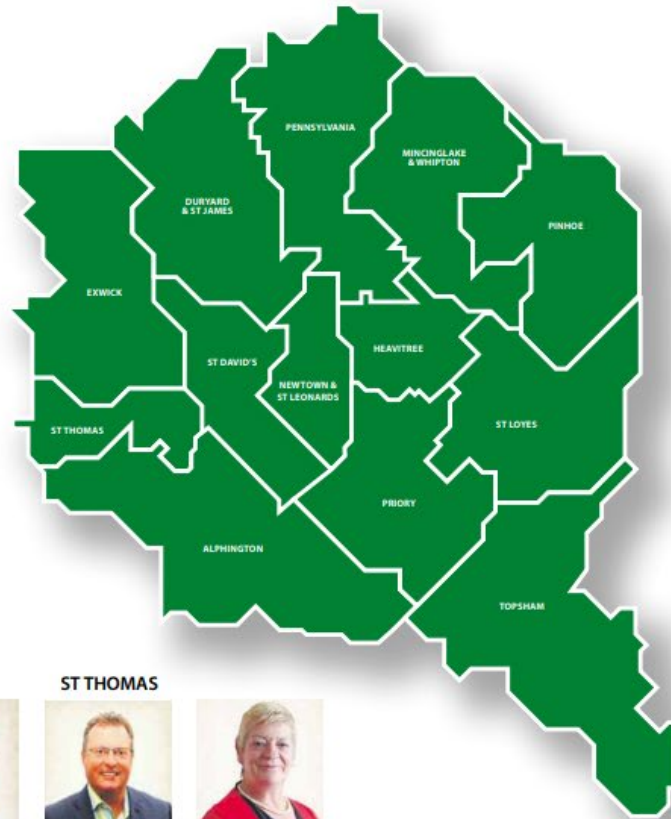 PENNSYLVANIA
MINCINGLAKE
& WHIPTON
DURYARD
& ST JAMES
PINHOE
EXWICK
HEAVITREE
ST DAVID'S
NEWTOWN &
ST LEONARDS
ST THOMAS
ST LOYES
PRIORY
ALPHINGTON
TOPSHAM
ST THOMAS